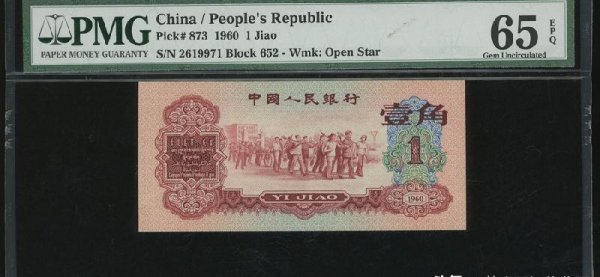 PMG
PAPER MONEY GUARANTY
China / People's Republic
Pick# 873 1960 1 Jiao
S/N 2619971 Block 652 - Wmk: Open Star
65 EPQ
Gem Uncirculated
中國人民銀行
壹角
1
YI JIAO
1960